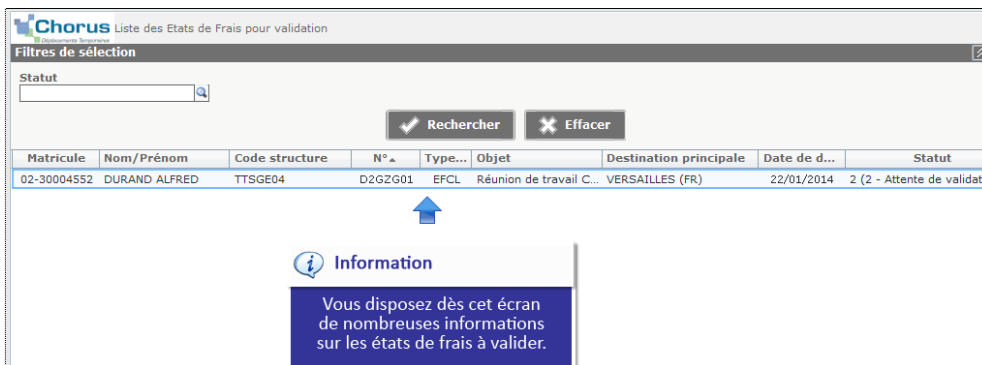 Chorus Liste des Etats de Frais pour validation
Déplacements Temporaires
Filtres de sélection
Statut
Rechercher Effacer
Matricule Nom/Prénom Code structure N° Type... Objet Destination principale Date de d... Statut
02-30004552 DURAND ALFRED TTSGE04 D2GZG01 EFCL Réunion de travail C... VERSAILLES (FR) 22/01/2014 2 (2 - Attente de validat
Information
Vous disposez dès cet écran
de nombreuses informations
sur les états de frais à valider.